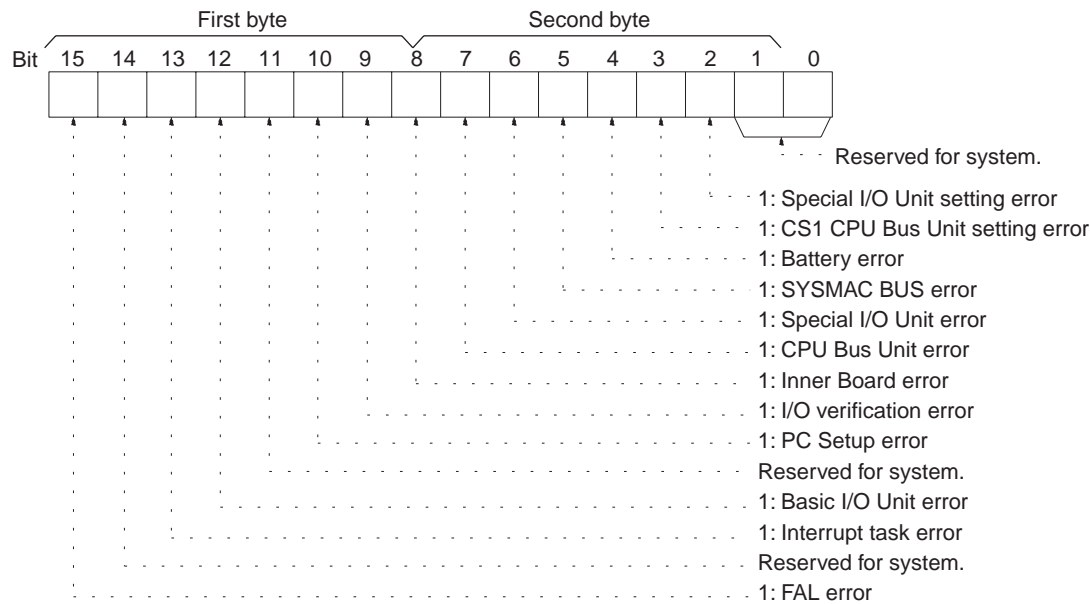 First byte Second byte
Bit 15 14 13 12 11 10 9 8 7 6 5 4 3 2 1 0
Reserved for system.
1: Special I/O Unit setting error
1: CS1 CPU Bus Unit setting error
1: Battery error
1: SYSMAC BUS error
1: Special I/O Unit error
1: CPU Bus Unit error
1: Inner Board error
1: I/O verification error
1: PC Setup error
Reserved for system.
1: Basic I/O Unit error
1: Interrupt task error
Reserved for system.
1: FAL error